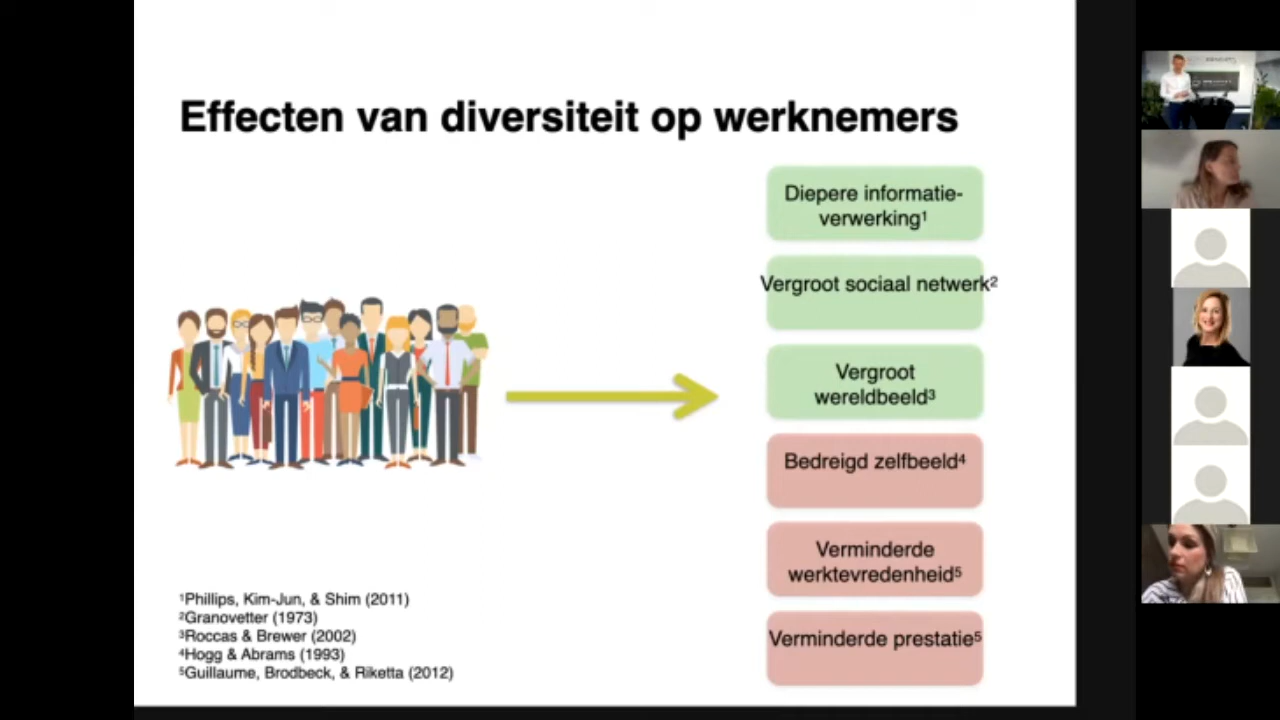 Effecten van diversiteit op werknemers
Diepere informatie-
verwerking¹
Vergroot sociaal netwerk²
Vergroot
wereldbeeld³
Bedreigd zelfbeeld⁴
Verminderde
werktevredenheid⁵
Verminderde prestatie⁵
¹Phillips, Kim-Jun, & Shim (2011)
²Granovetter (1973)
³Roccas & Brewer (2002)
⁴Hogg & Abrams (1993)
⁵Guillaume, Brodbeck, & Riketta (2012)